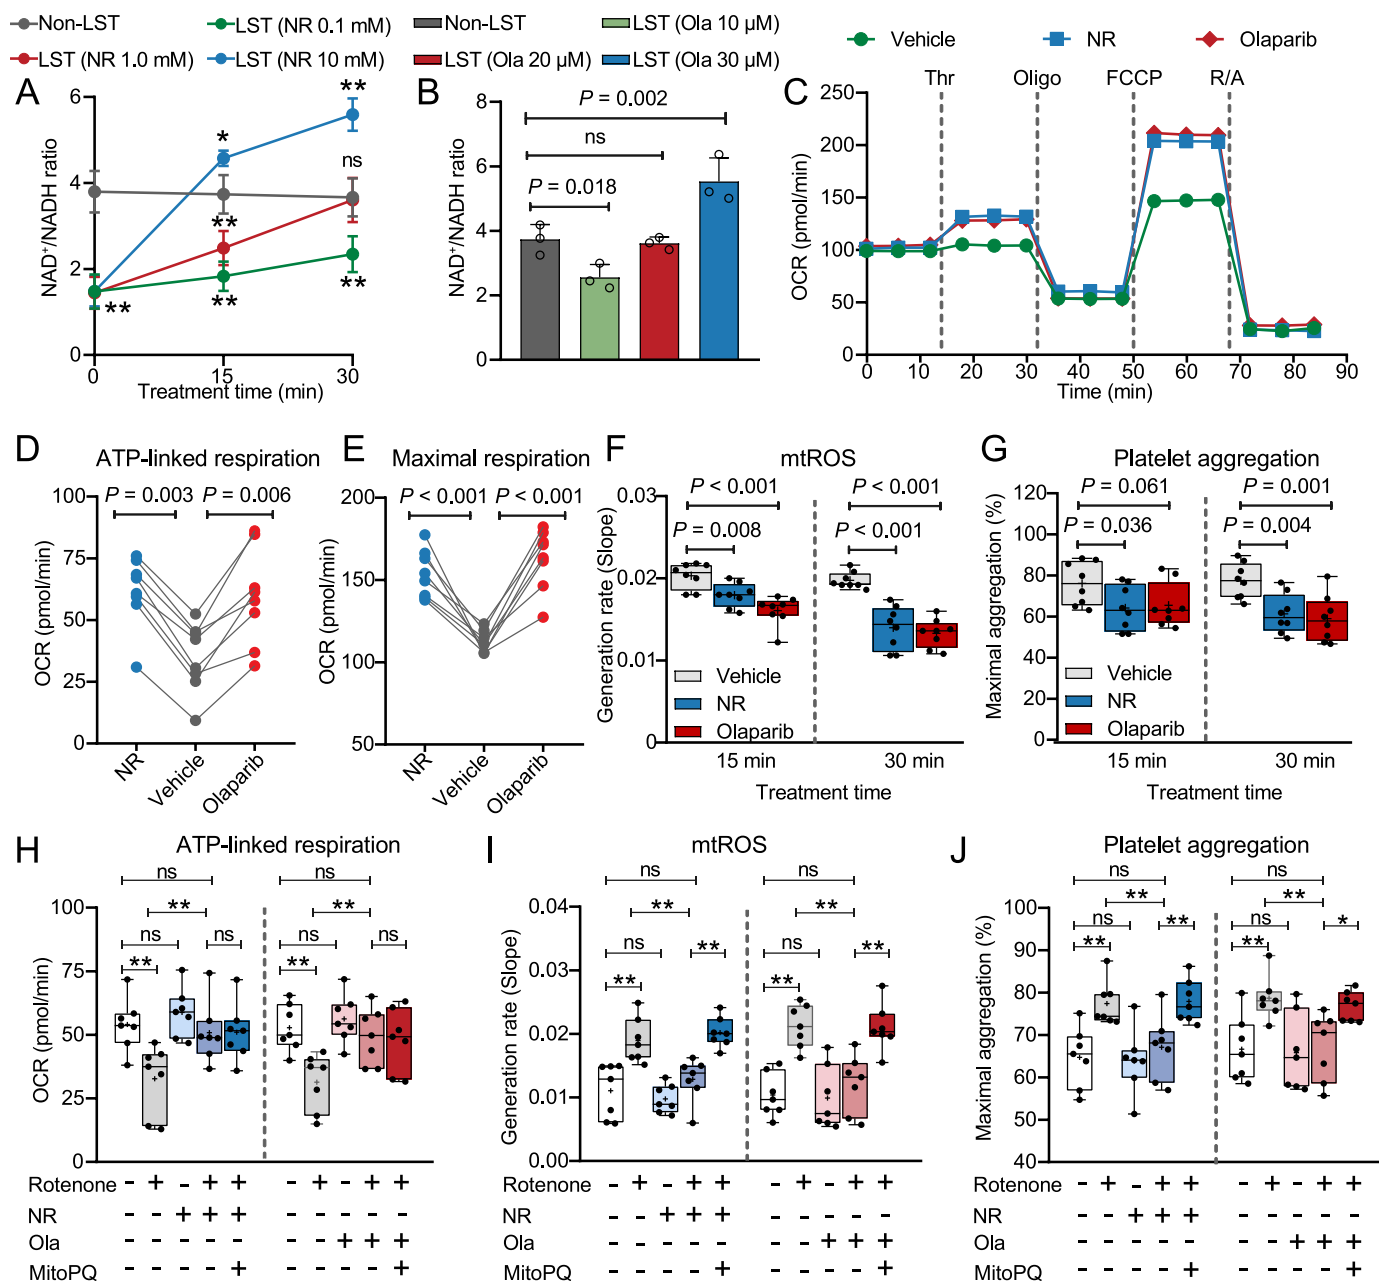 Non-LST
LST (NR 0.1 mM)
LST (NR 1.0 mM)
LST (NR 10 mM)
Non-LST
LST (Ola 10 μM)
LST (Ola 20 μM)
LST (Ola 30 μM)
Vehicle
NR
Olaparib
A
NAD⁺/NADH ratio
6
4
2
0
**
*
ns
**
**
**
**
0
15
30
Treatment time (min)
B
NAD⁺/NADH ratio
8
6
4
2
0
P = 0.002
ns
P = 0.018
C
Thr
Oligo
FCCP
R/A
OCR (pmol/min)
250
200
150
100
50
0
0 10 20 30 40 50 60 70 80 90
Time (min)
D
ATP-linked respiration
P = 0.003
P = 0.006
OCR (pmol/min)
100
75
50
25
0
NR
Vehicle
Olaparib
E
Maximal respiration
P < 0.001
P < 0.001
OCR (pmol/min)
200
150
100
50
NR
Vehicle
Olaparib
F
mtROS
Generation rate (Slope)
0.03
0.02
0.01
0
P < 0.001
P = 0.008
P < 0.001
P < 0.001
Vehicle
NR
Olaparib
15 min
30 min
Treatment time
G
Platelet aggregation
Maximal aggregation (%)
120
100
80
60
40
20
0
P = 0.061
P = 0.036
P = 0.001
P = 0.004
Vehicle
NR
Olaparib
15 min
30 min
Treatment time
H
ATP-linked respiration
OCR (pmol/min)
100
75
50
25
0
ns
**
ns
ns
**
ns
**
ns
ns
**
Rotenone - + - + + - + - + +
NR - - + + + - - - - -
Ola - - - - - - - + + +
MitoPQ - - - - + - - - - +
I
mtROS
Generation rate (Slope)
0.04
0.03
0.02
0.01
0.00
ns
**
ns
**
**
ns
**
ns
**
**
Rotenone - + - + + - + - + +
NR - - + + + - - - - -
Ola - - - - - - - + + +
MitoPQ - - - - + - - - - +
J
Platelet aggregation
Maximal aggregation (%)
100
90
80
70
60
50
40
ns
**
ns
**
**
ns
**
ns
*
**
Rotenone - + - + + - + - + +
NR - - + + + - - - - -
Ola - - - - - - - + + +
MitoPQ - - - - + - - - - +